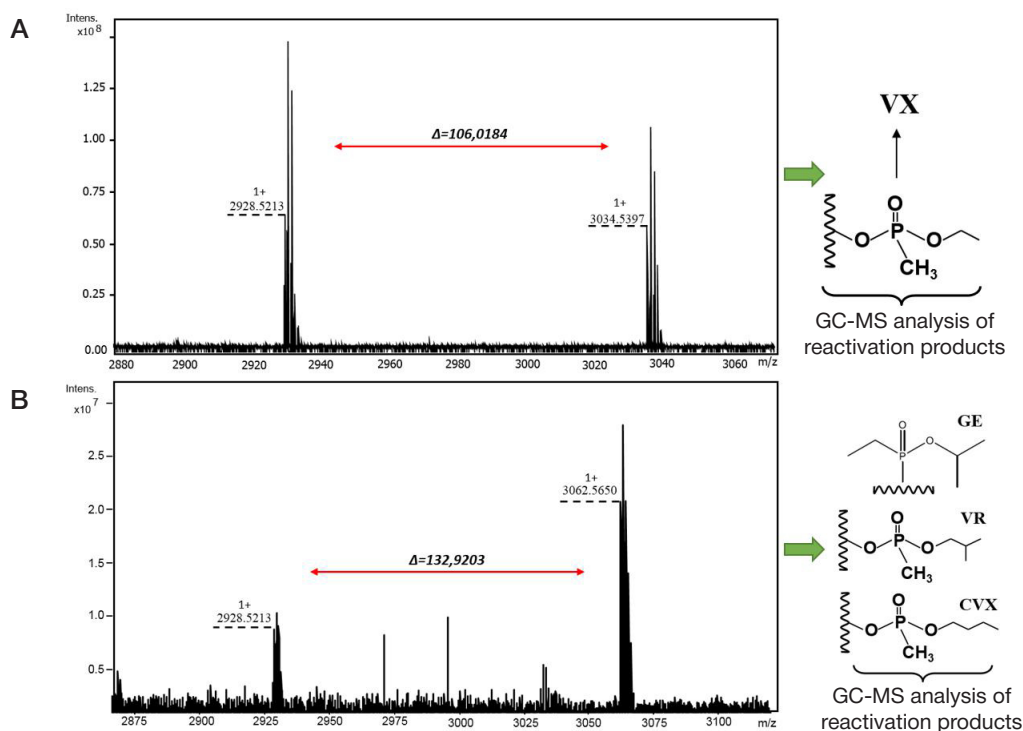 A
Intens.
x10⁸
1.25
1.00
0.75
0.50
0.25
0.00
Δ=106,0184
1+
2928.5213
1+
3034.5397
2880
2900
2920
2940
2960
2980
3000
3020
3040
3060
m/z
VX
O
O
P
O
CH₃
GC-MS analysis of
reactivation products
B
Intens.
x10⁷
2.5
2.0
1.5
1.0
0.5
1+
3062.5650
Δ=132,9203
1+
2928.5213
2875
2900
2925
2950
2975
3000
3025
3050
3075
3100
m/z
GE
O
O
P
VR
O
O
P
O
CH₃
CVX
O
O
P
O
CH₃
GC-MS analysis of
reactivation products